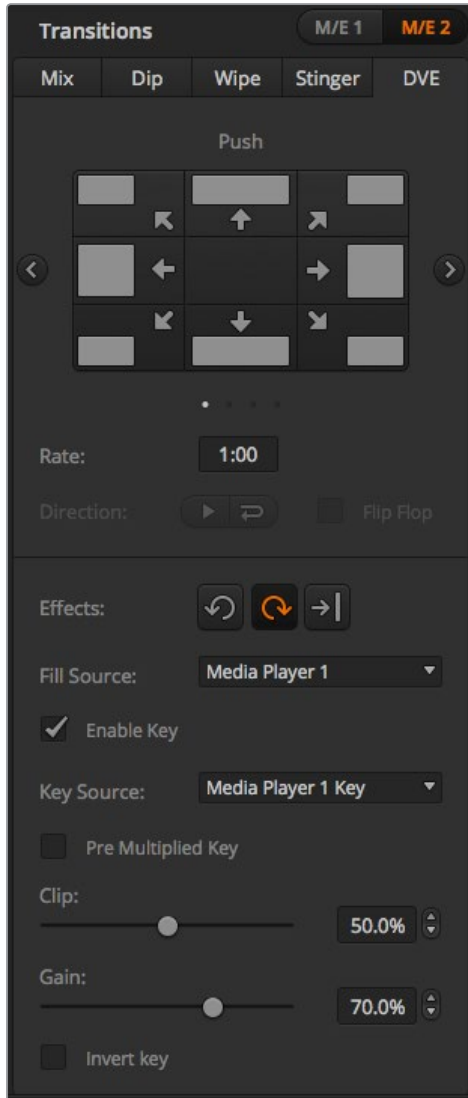 Transitions M/E 1 M/E 2
Mix Dip Wipe Stinger DVE
Push
Rate: 1:00
Direction: Flip Flop
Effects:
Fill Source: Media Player 1
Enable Key
Key Source: Media Player 1 Key
Pre Multiplied Key
Clip:
50.0%
Gain:
70.0%
Invert key